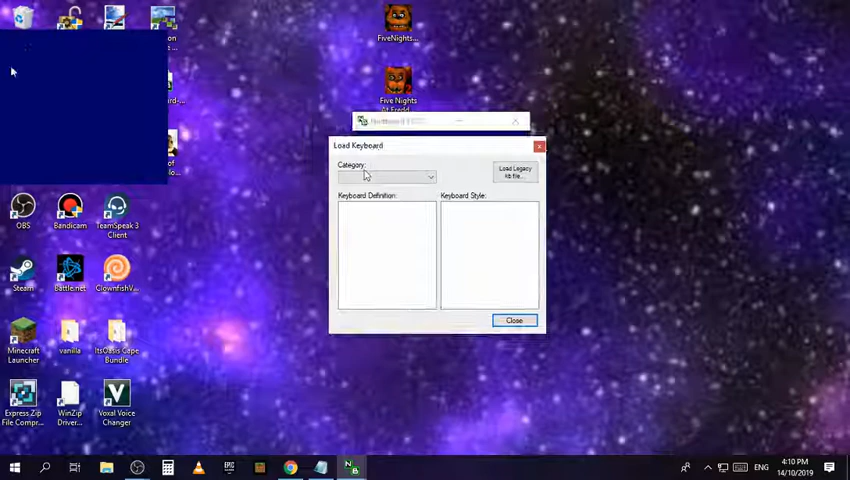 FiveNights...
Five Nights
At Fredd...
Load Keyboard
Category:
Load Legacy
kb file...
Keyboard Definition:
Keyboard Style:
Close
OBS
Bandicam
TeamSpeak 3
Client
Steam
Battle.net
ClownfishV...
Minecraft
Launcher
vanilla
ItsOasis Cape
Bundle
Express Zip
File Compr...
WinZip
Driver...
Voxal Voice
Changer
EPIC
ENG
4:10 PM
14/10/2019